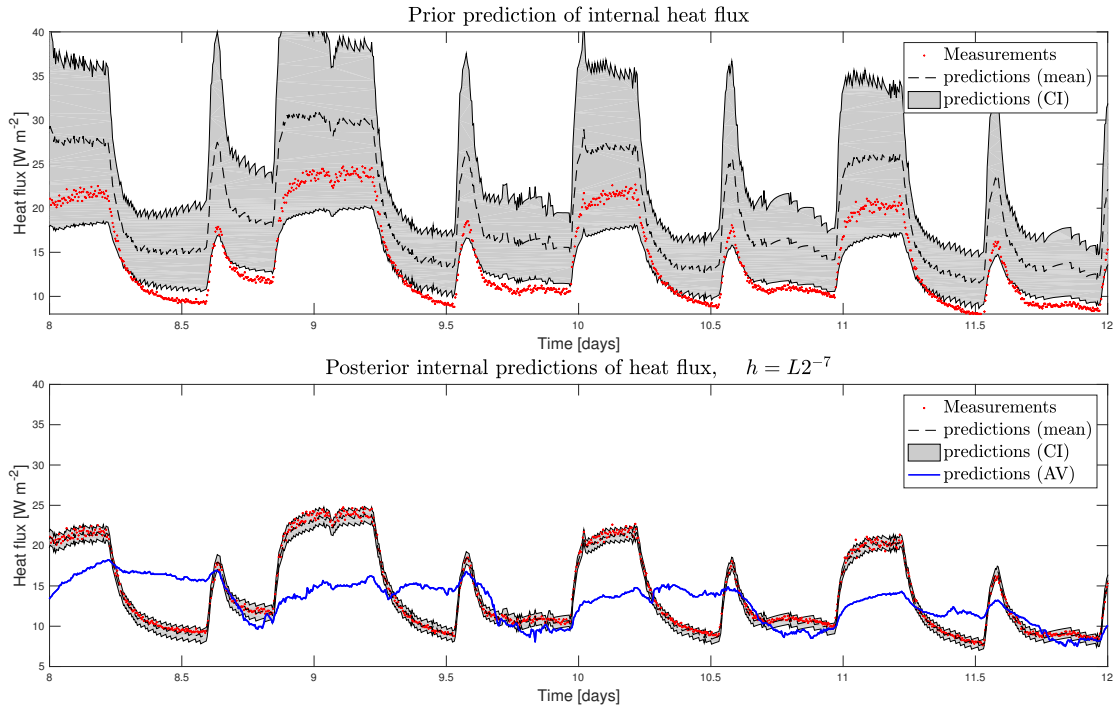 Prior prediction of internal heat flux
40
35
30
25
20
15
10
Heat flux [W m-2]
Measurements
predictions (mean)
predictions (CI)
8 8.5 9 9.5 10 10.5 11 11.5 12
Time [days]
Posterior internal predictions of heat flux, h = L2−7
40
35
30
25
20
15
10
5
Heat flux [W m-2]
Measurements
predictions (mean)
predictions (CI)
predictions (AV)
8 8.5 9 9.5 10 10.5 11 11.5 12
Time [days]